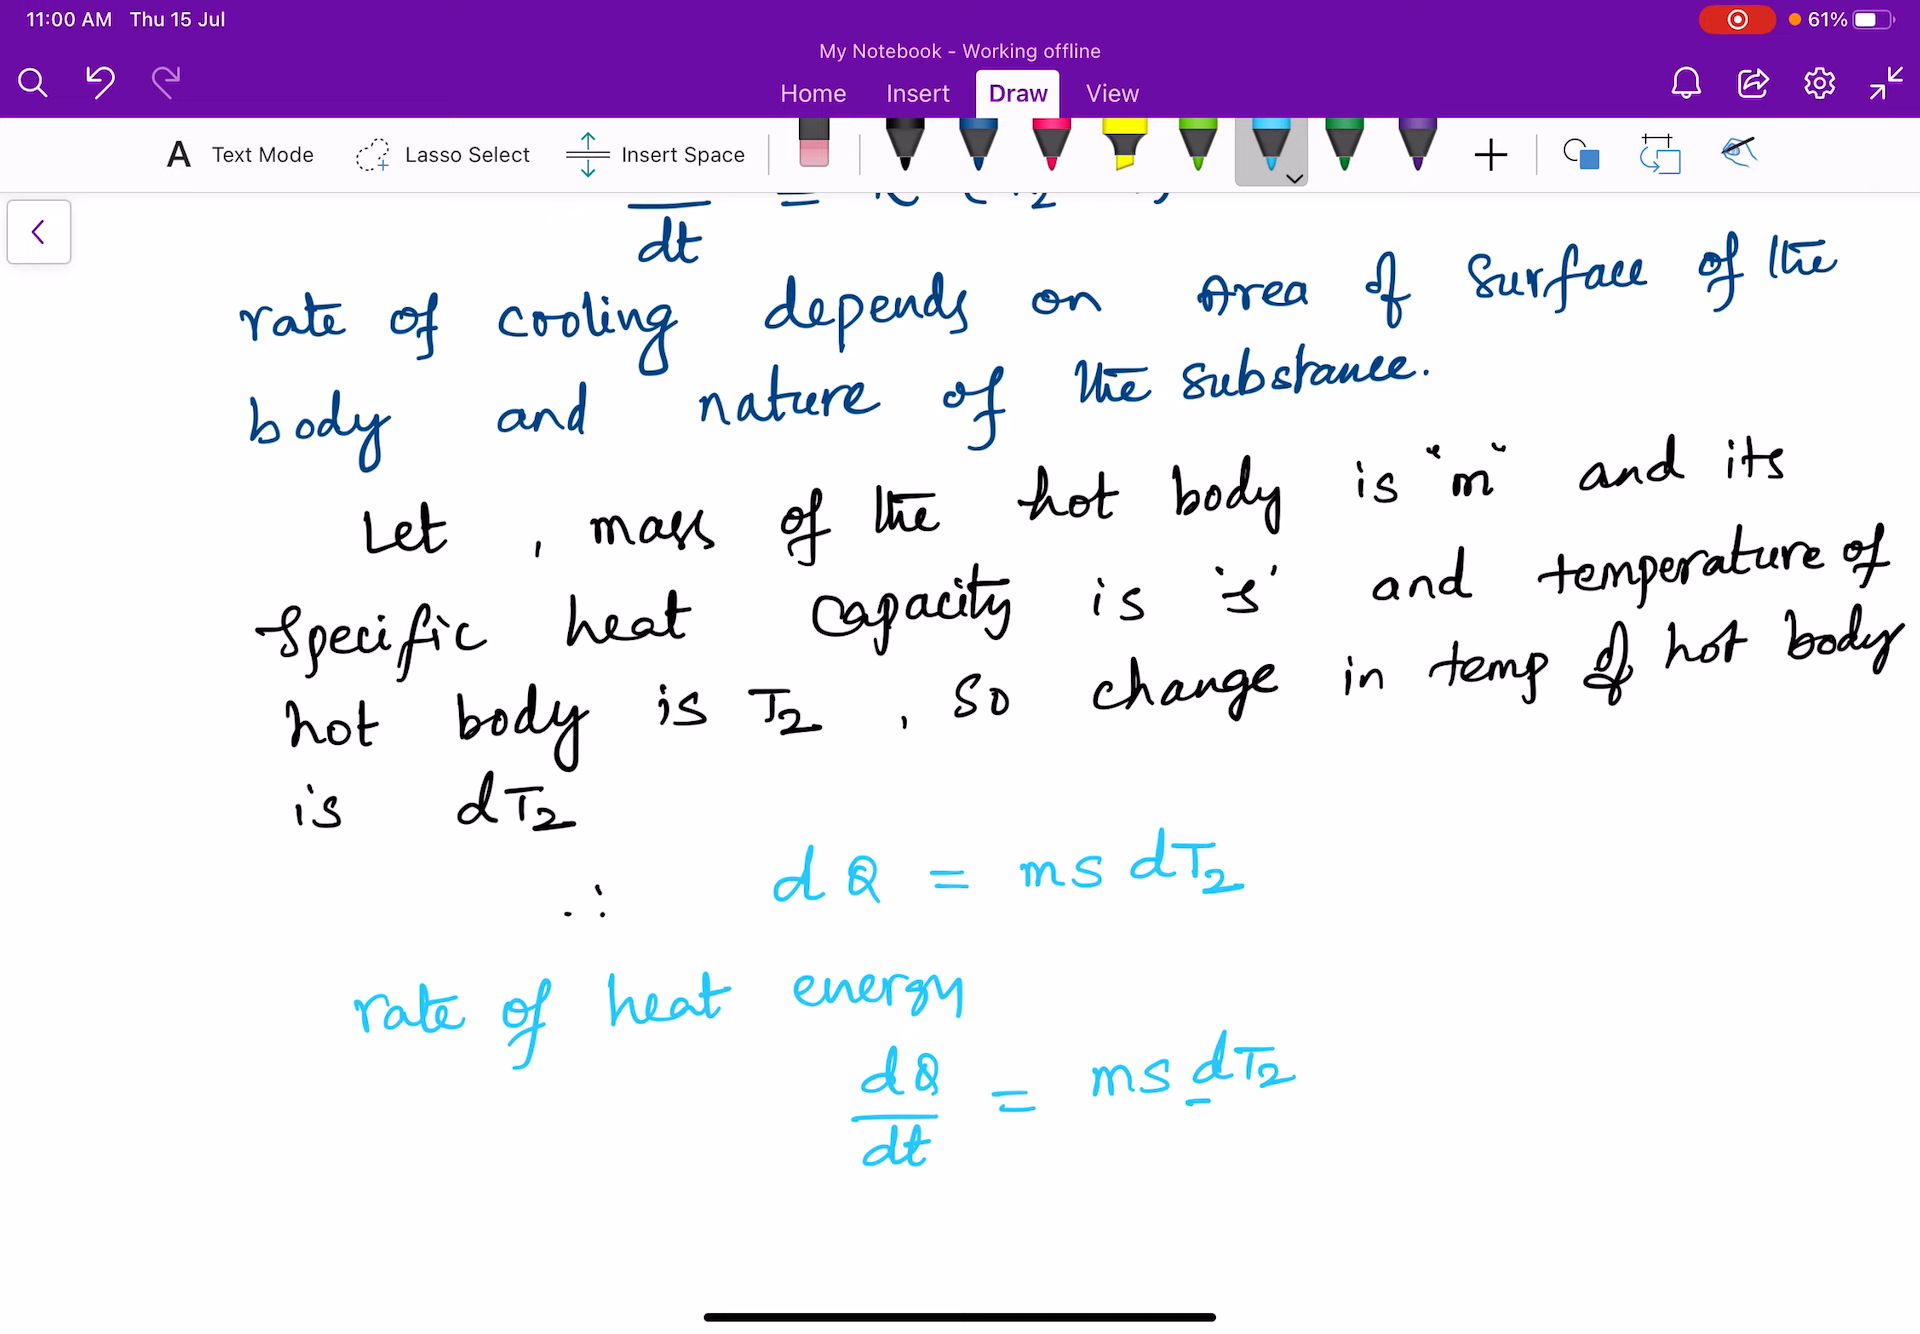 11:00 AM Thu 15 Jul
61%
My Notebook - Working offline
Home Insert Draw View
A Text Mode Lasso Select Insert Space
dt
rate of cooling depends on Area of Surface of the
body and nature of the substance.
Let , mass of the hot body is "m" and its
Specific heat capacity is 's' and temperature of
hot body is T2 , So change in temp of hot body
is dT2
∴ dQ = ms dT2
rate of heat energy
dQ/dt = ms dT2